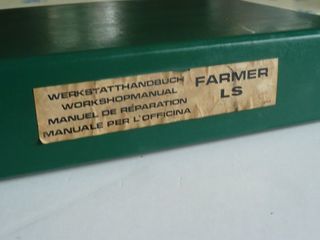 WERKSTATTHANDBUCH
WORKSHOPMANUAL
MANUEL DE RÉPARATION
MANUALE PER L'OFFICINA
FARMER
LS